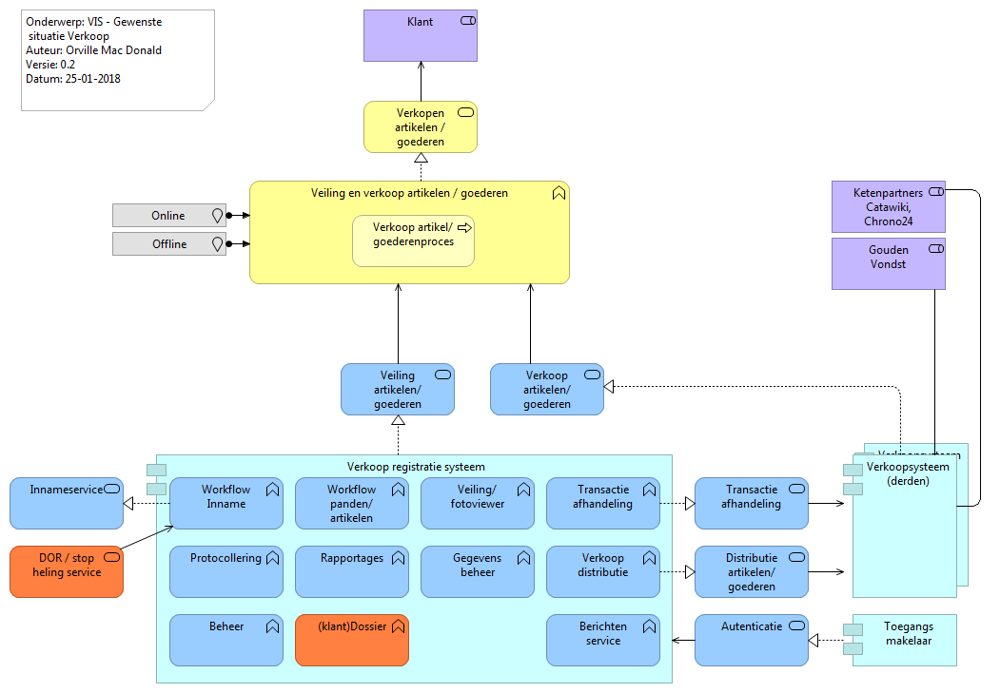 Onderwerp: VIS - Gewenste
situatie Verkoop
Auteur: Orville Mac Donald
Versie: 0.2
Datum: 25-01-2018
Klant
Verkopen
artikelen /
goederen
Veiling en verkoop artikelen / goederen
Verkoop artikel/
goederenproces
Online
Offline
Ketenpartners
Catawiki,
Chrono24
Gouden
Vondst
Veiling
artikelen/
goederen
Verkoop
artikelen/
goederen
Verkoop registratie systeem
Verkoopsysteem
Verkoopsysteem
(derden)
Innameservice
Workflow
Inname
Workflow
panden/
artikelen
Veiling/
fotoviewer
Transactie
afhandeling
Transactie
afhandeling
DOR / stop
heling service
Protocollering
Rapportages
Gegevens
beheer
Verkoop
distributie
Distributie
artikelen/
goederen
Beheer
(klant)Dossier
Berichten
service
Autenticatie
Toegangs
makelaar